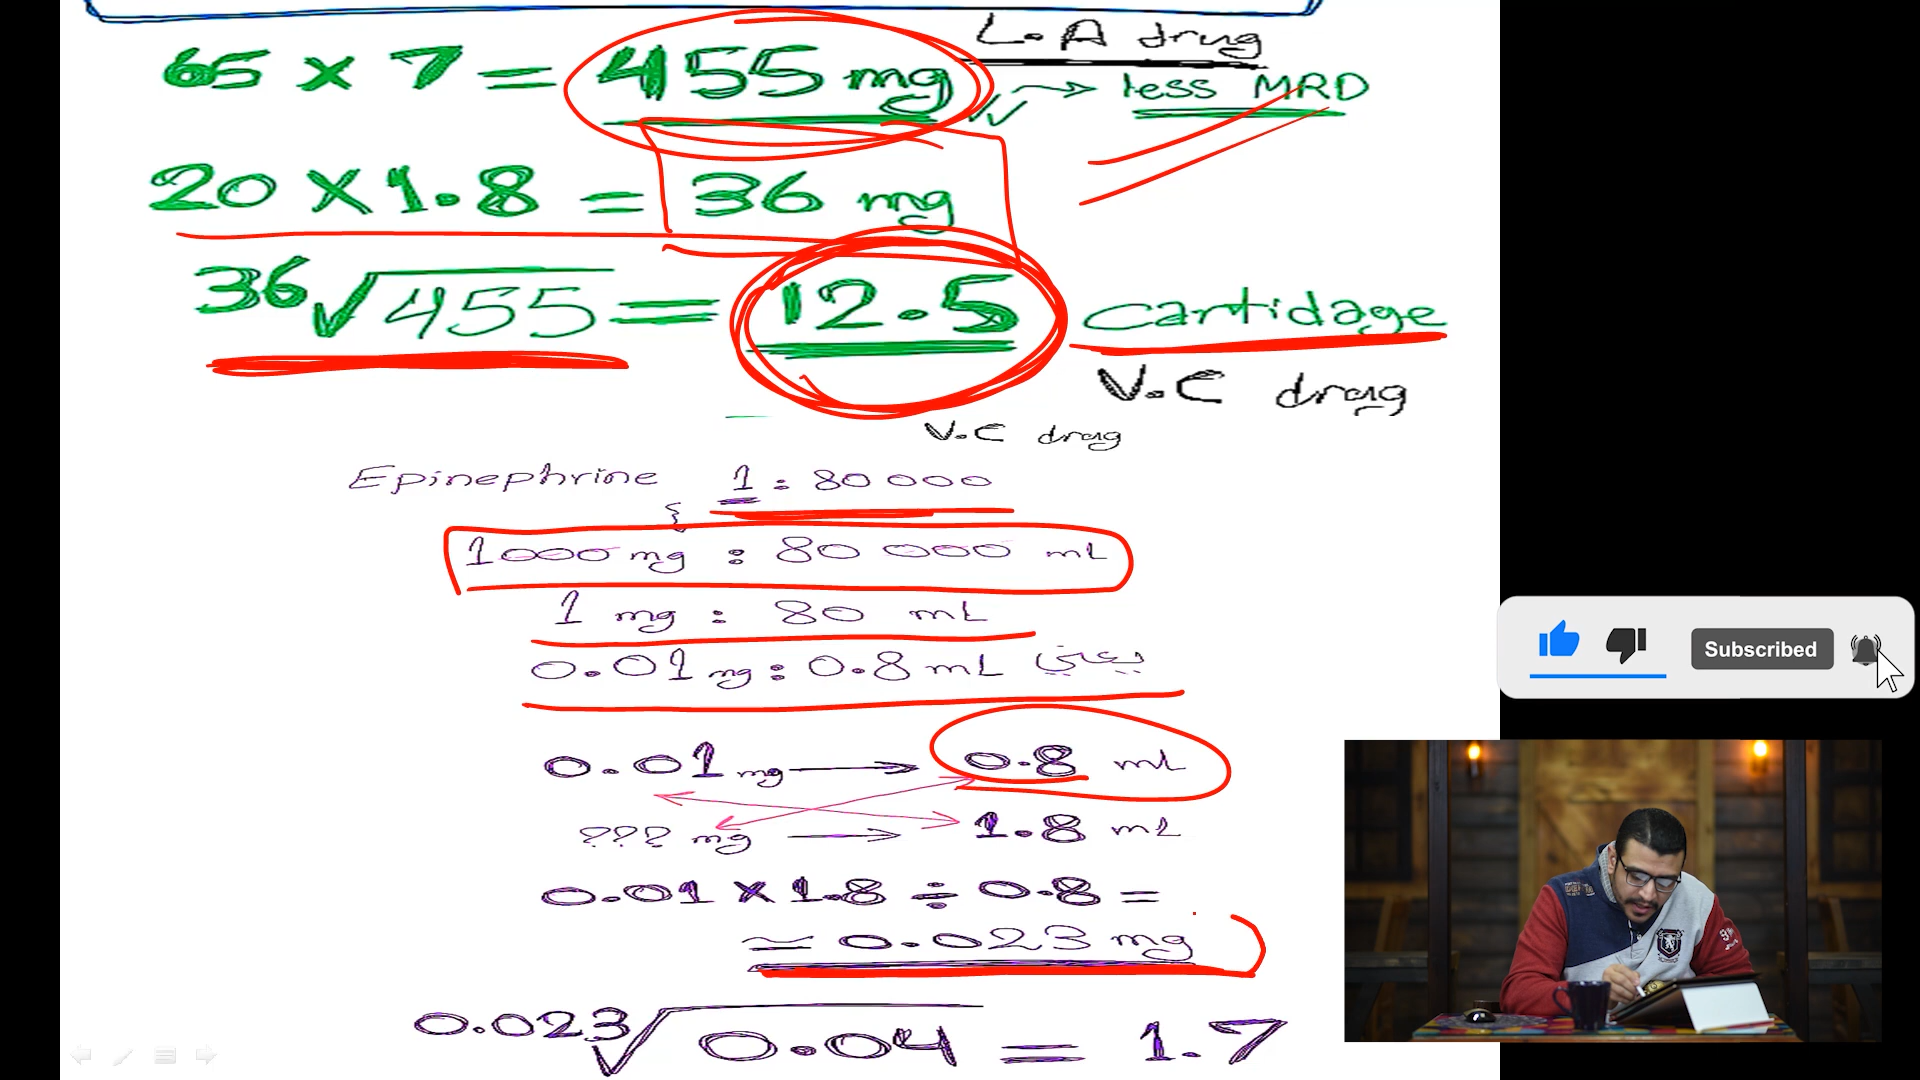 L.A drug
65 x 7 = 455 mg → less MRD
20 x 1.8 = 36 mg
36√455 = 12.5 cartidage
V.C drag
V.C drag
Epinephrine 1 : 80 000
1000 mg : 80 000 mL
1 mg : 80 mL
0.01 mg : 0.8 mL يعني
0.01 mg → 0.8 mL
??? mg → 1.8 mL
0.01 x 1.8 ÷ 0.8 =
≃ 0.023 mg
0.023√0.04 = 1.7
Subscribed